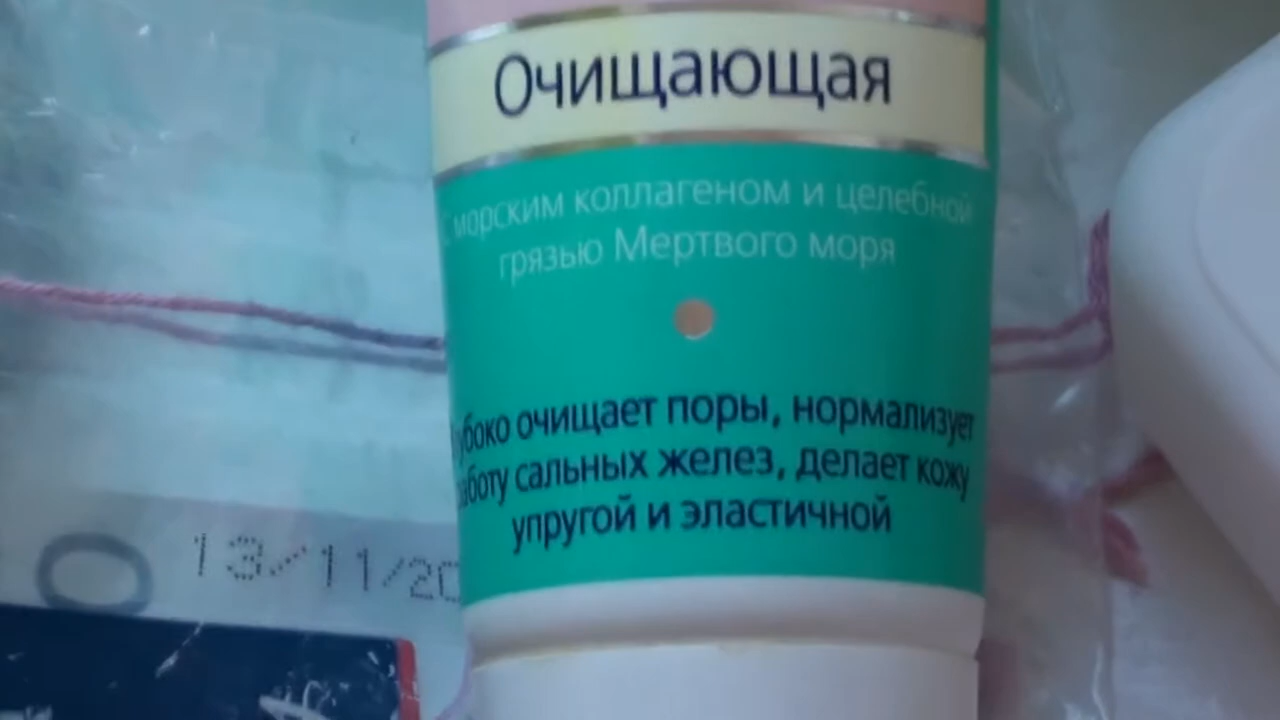 Очищающая
С морским коллагеном и целебной
грязью Мертвого моря
очищает поры, нормализует
сальных желез, делает кожу
упругой и эластичной
13/11/20